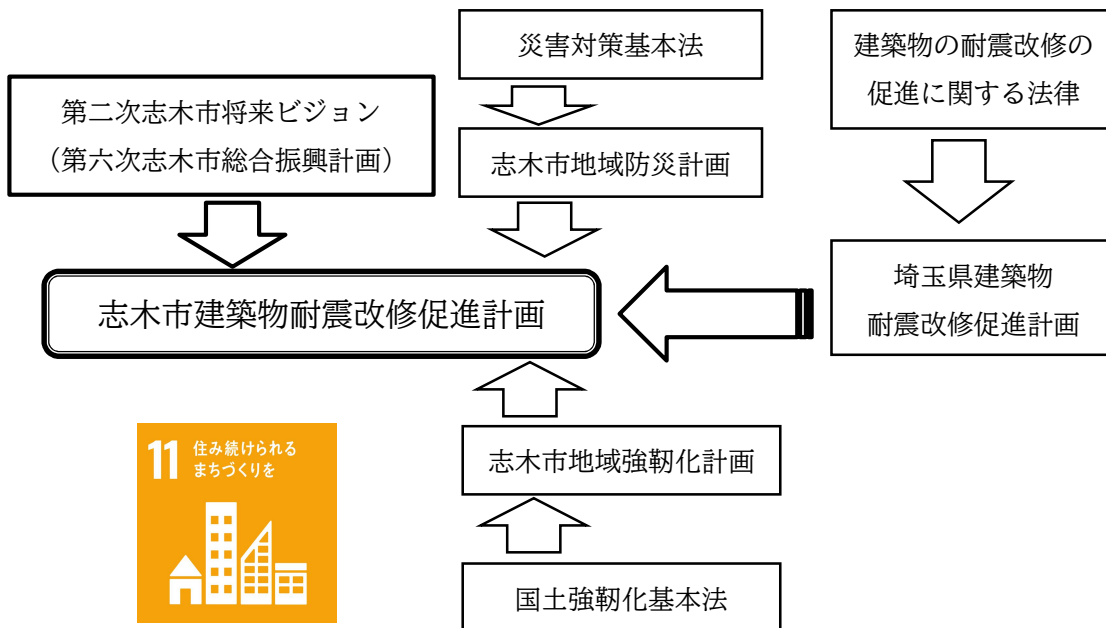 災害対策基本法
建築物の耐震改修の
促進に関する法律
第二次志木市将来ビジョン
（第六次志木市総合振興計画）
志木市地域防災計画
志木市建築物耐震改修促進計画
埼玉県建築物
耐震改修促進計画
11 住み続けられる
まちづくりを
志木市地域強靭化計画
国土強靭化基本法